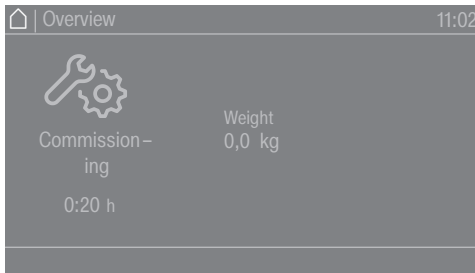 Overview 11:02
Commission–
ing
0:20 h
Weight
0,0 kg